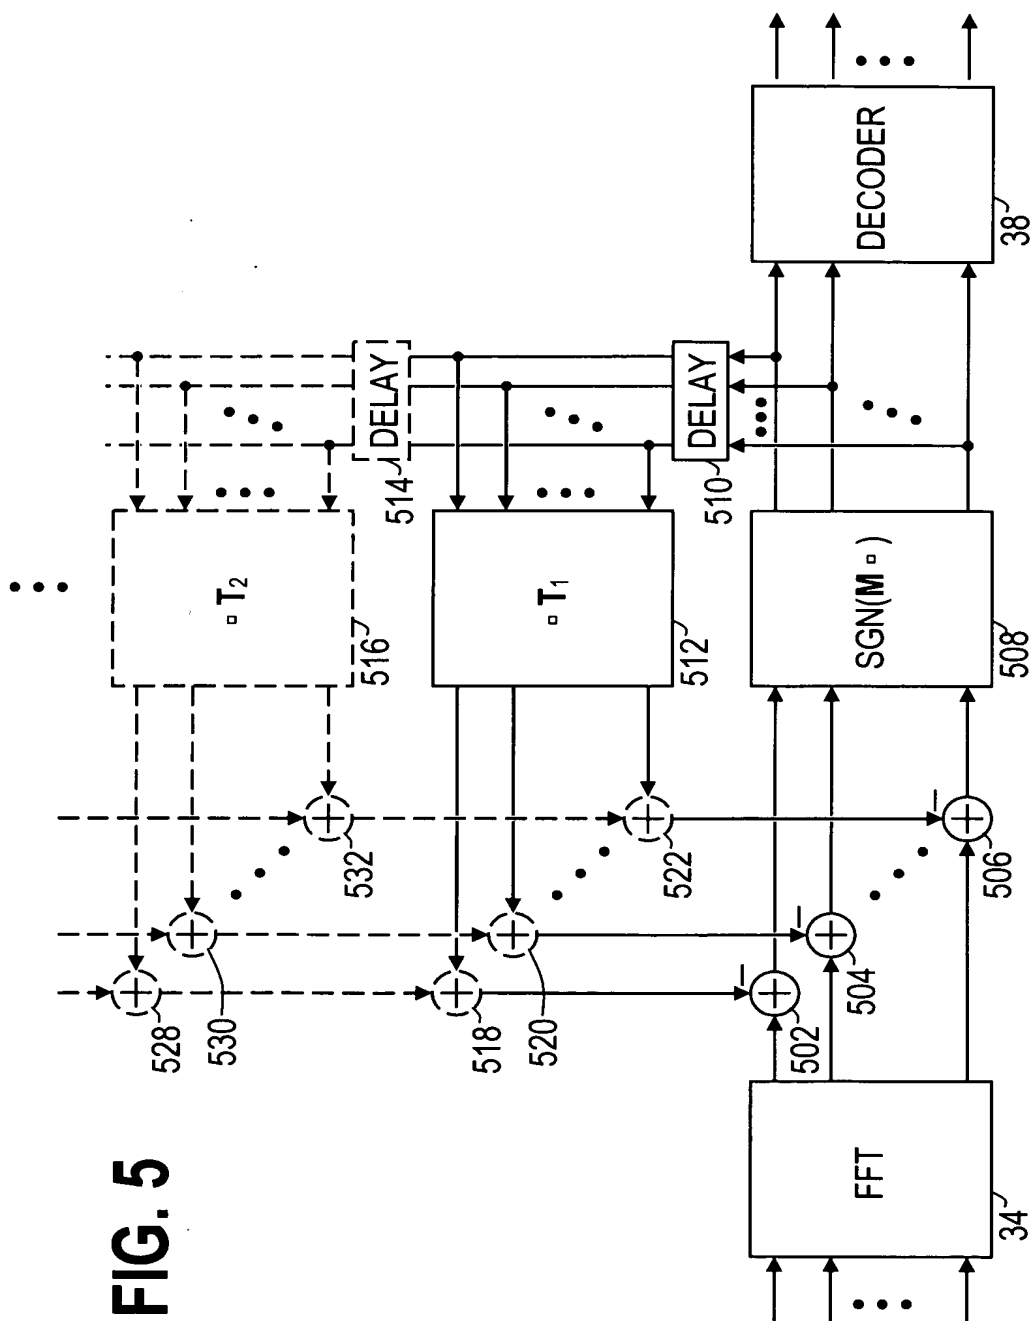 FIG. 5
FFT
34
502
504
506
SGN(M ▫ )
508
DECODER
38
DELAY
510
▫ T₁
512
DELAY
514
▫ T₂
516
518
520
522
528
530
532